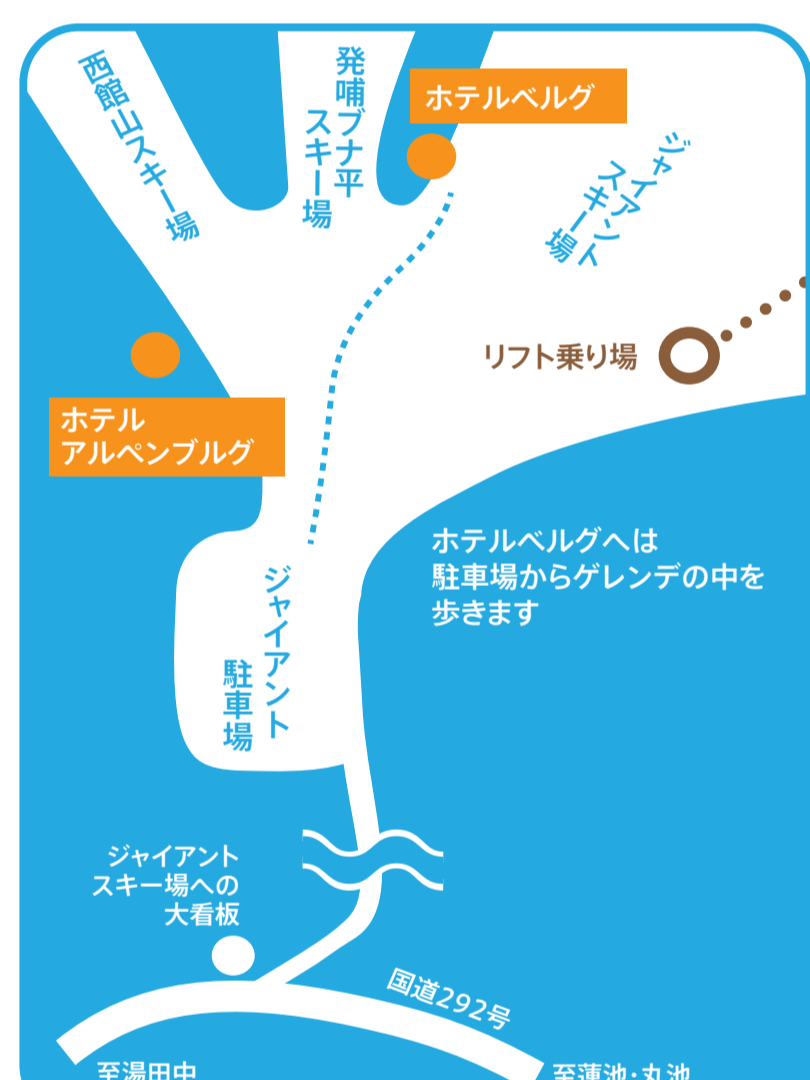 西館山スキー場
発哺ブナ平
スキー場
ホテルベルグ
ジャイアント
スキー場
リフト乗り場
ホテル
アルペンブルグ
ホテルベルグへは
駐車場からゲレンデの中を
歩きます
ジャイアント
駐車場
ジャイアント
スキー場への
大看板
国道292号
至湯田中
至蓮池・丸池